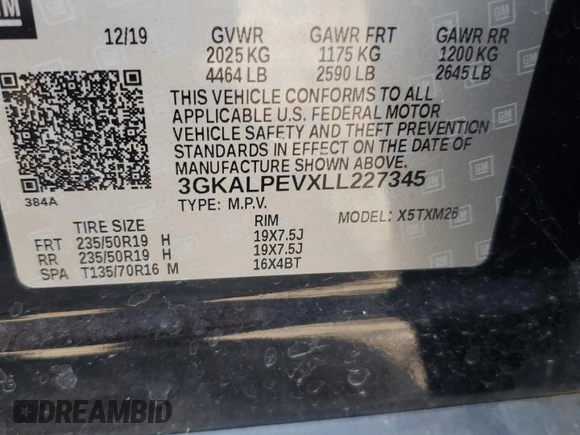 GM
12/19 GVWR GAWR FRT GAWR RR
2025 KG 1175 KG 1200 KG
4464 LB 2590 LB 2645 LB
THIS VEHICLE CONFORMS TO ALL
APPLICABLE U.S. FEDERAL MOTOR
VEHICLE SAFETY AND THEFT PREVENTION
STANDARDS IN EFFECT ON THE DATE OF
MANUFACTURE SHOWN ABOVE.
3GKALPEVXLL227345
384A TYPE: M.P.V. MODEL: X5TXM26
TIRE SIZE RIM
FRT 235/50R19 H 19X7.5J
RR 235/50R19 H 19X7.5J
SPA T135/70R16 M 16X4BT
DREAMBID